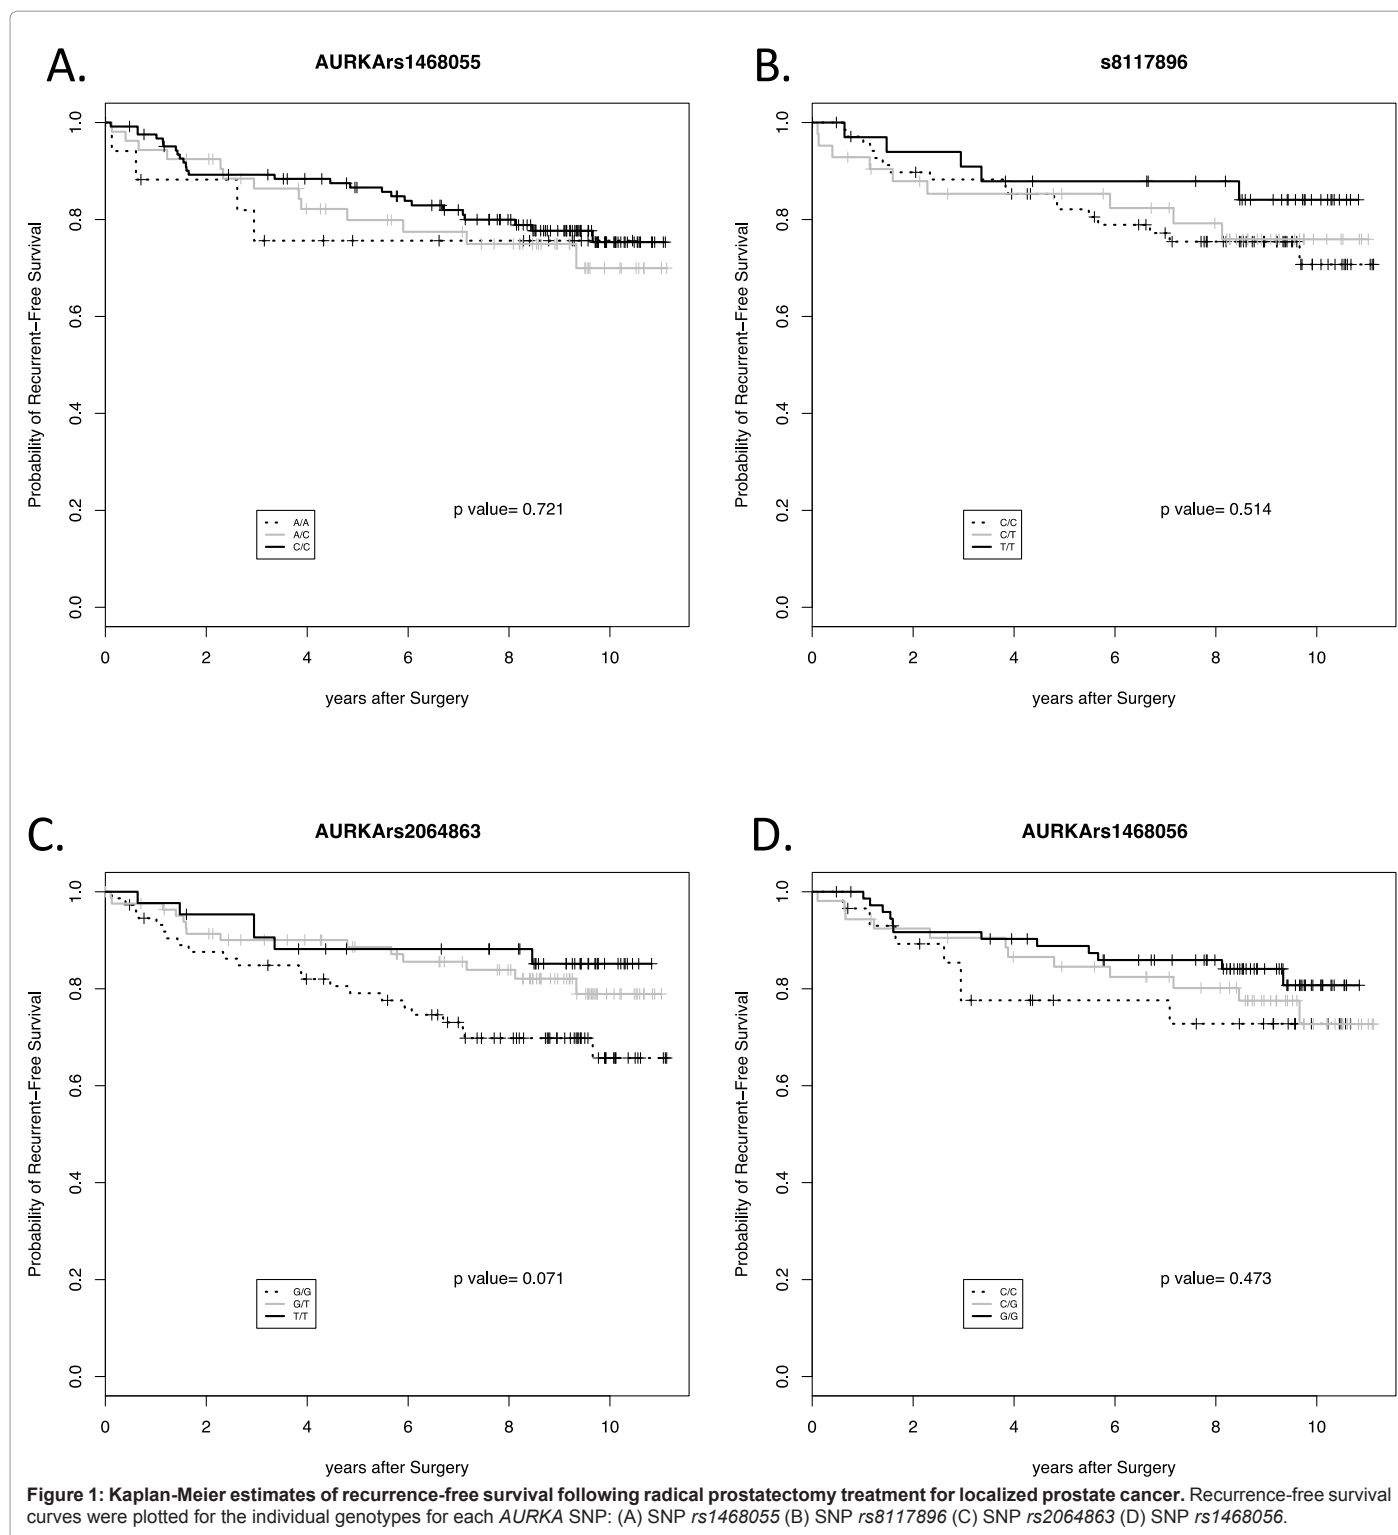 A.
AURKArs1468055
Probability of Recurrent−Free Survival
1.0
0.8
0.6
0.4
0.2
0.0
p value= 0.721
A/A
A/C
C/C
0 2 4 6 8 10
years after Surgery
B.
s8117896
Probability of Recurrent−Free Survival
1.0
0.8
0.6
0.4
0.2
0.0
p value= 0.514
C/C
C/T
T/T
0 2 4 6 8 10
years after Surgery
C.
AURKArs2064863
Probability of Recurrent−Free Survival
1.0
0.8
0.6
0.4
0.2
0.0
p value= 0.071
G/G
G/T
T/T
0 2 4 6 8 10
years after Surgery
D.
AURKArs1468056
Probability of Recurrent−Free Survival
1.0
0.8
0.6
0.4
0.2
0.0
p value= 0.473
C/C
C/G
G/G
0 2 4 6 8 10
years after Surgery
Figure 1: Kaplan-Meier estimates of recurrence-free survival following radical prostatectomy treatment for localized prostate cancer. Recurrence-free survival
curves were plotted for the individual genotypes for each AURKA SNP: (A) SNP rs1468055 (B) SNP rs8117896 (C) SNP rs2064863 (D) SNP rs1468056.